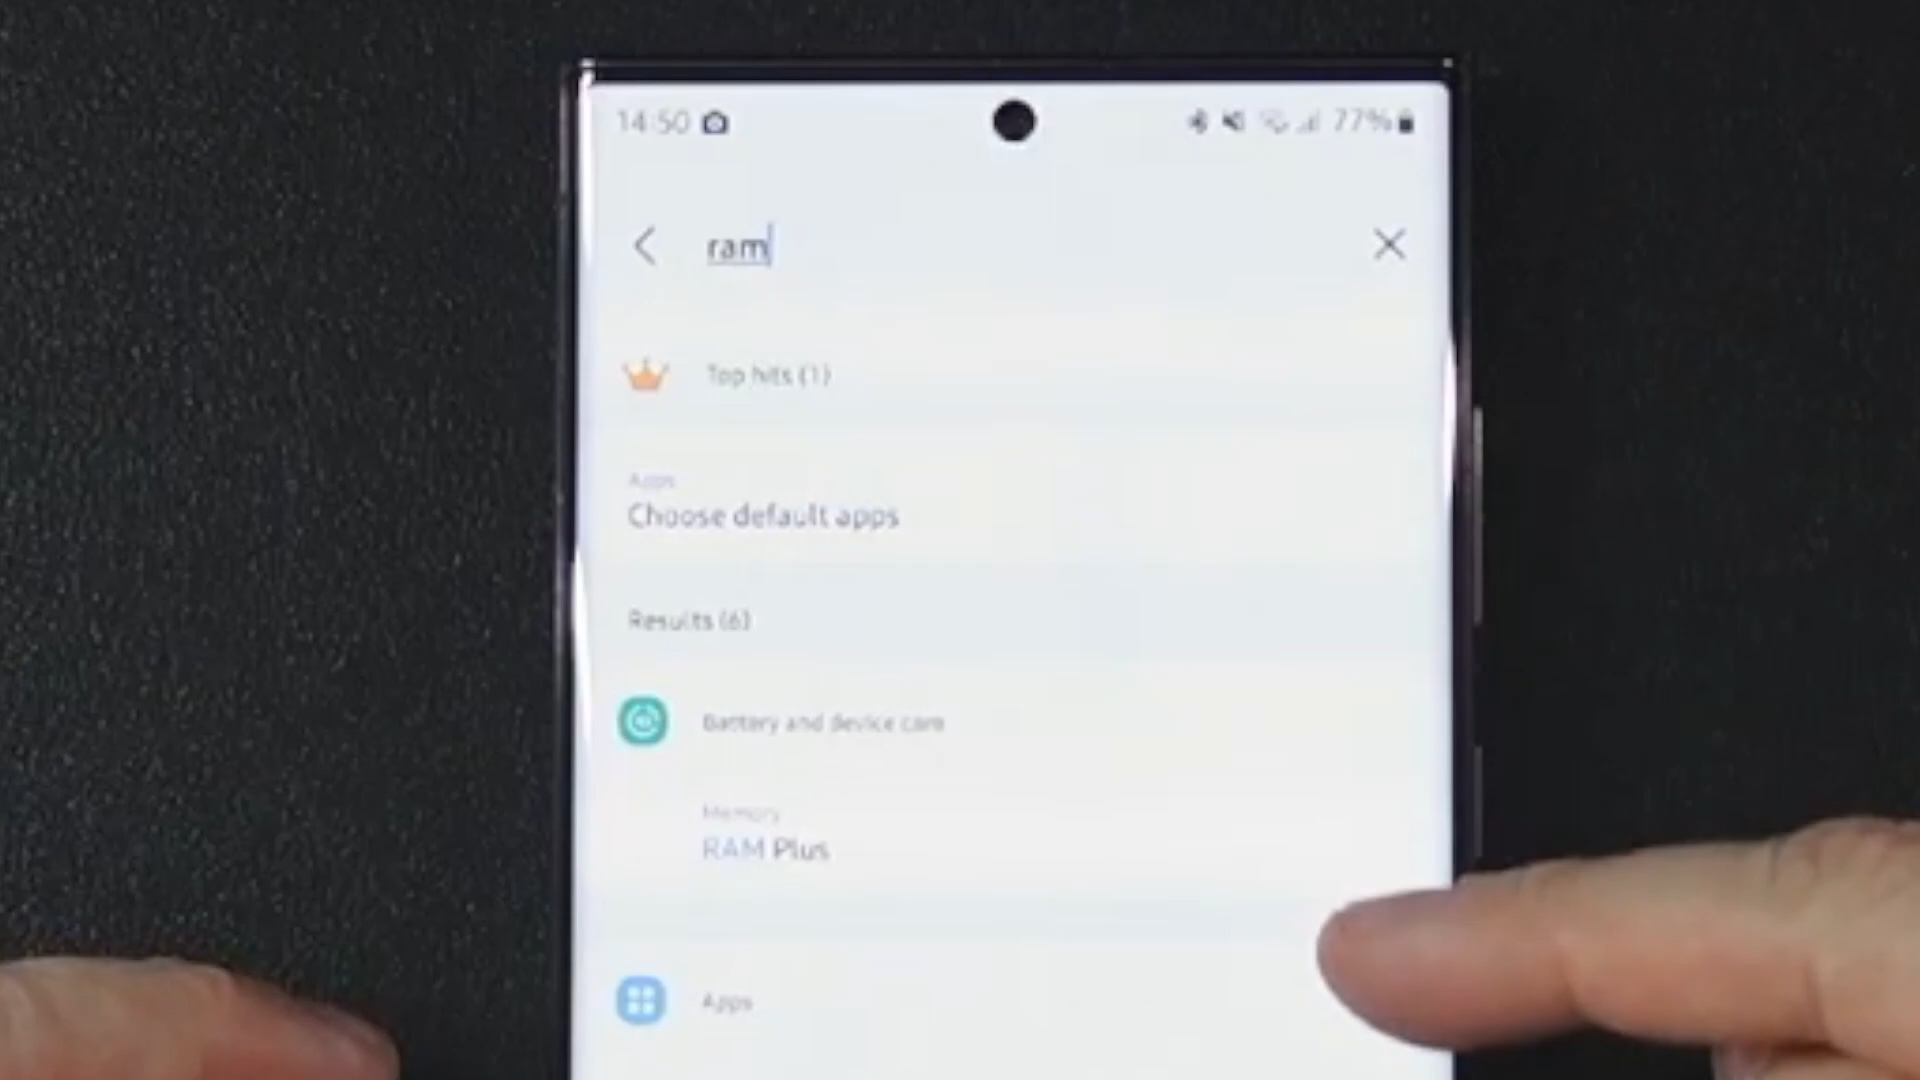 14:50
77%
ram
Top hits (1)
Apps
Choose default apps
Results (6)
Battery and device care
Memory
RAM Plus
Apps